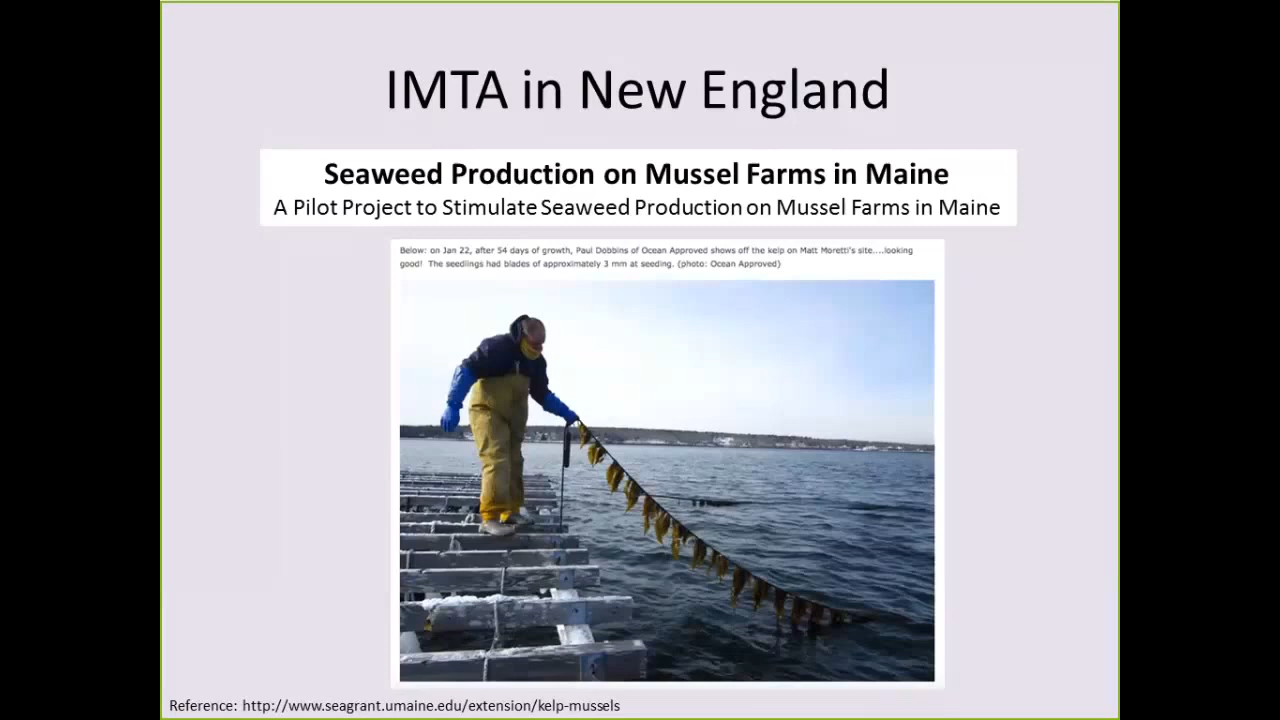 IMTA in New England
Seaweed Production on Mussel Farms in Maine
A Pilot Project to Stimulate Seaweed Production on Mussel Farms in Maine
Below: on Jan 22, after 54 days of growth, Paul Dobbins of Ocean Approved shows off the kelp on Matt Moretti's site....looking
good!  The seedlings had blades of approximately 3 mm at seeding. (photo: Ocean Approved)
Reference: http://www.seagrant.umaine.edu/extension/kelp-mussels